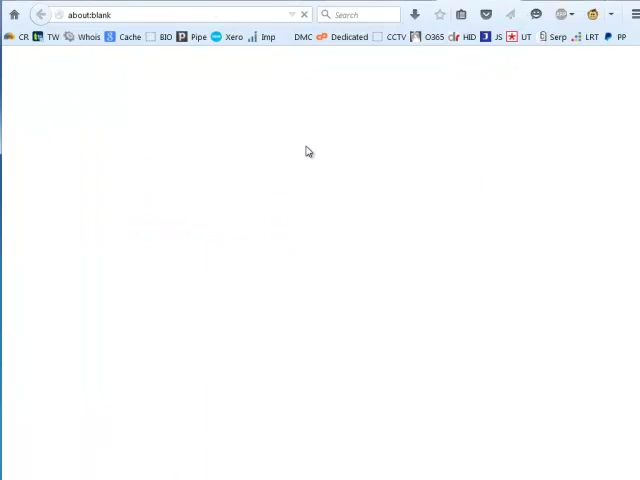 about:blank Search
CR TW Whois Cache BIO Pipe Xero Imp DMC Dedicated CCTV O365 HID JS UT Serp LRT PP